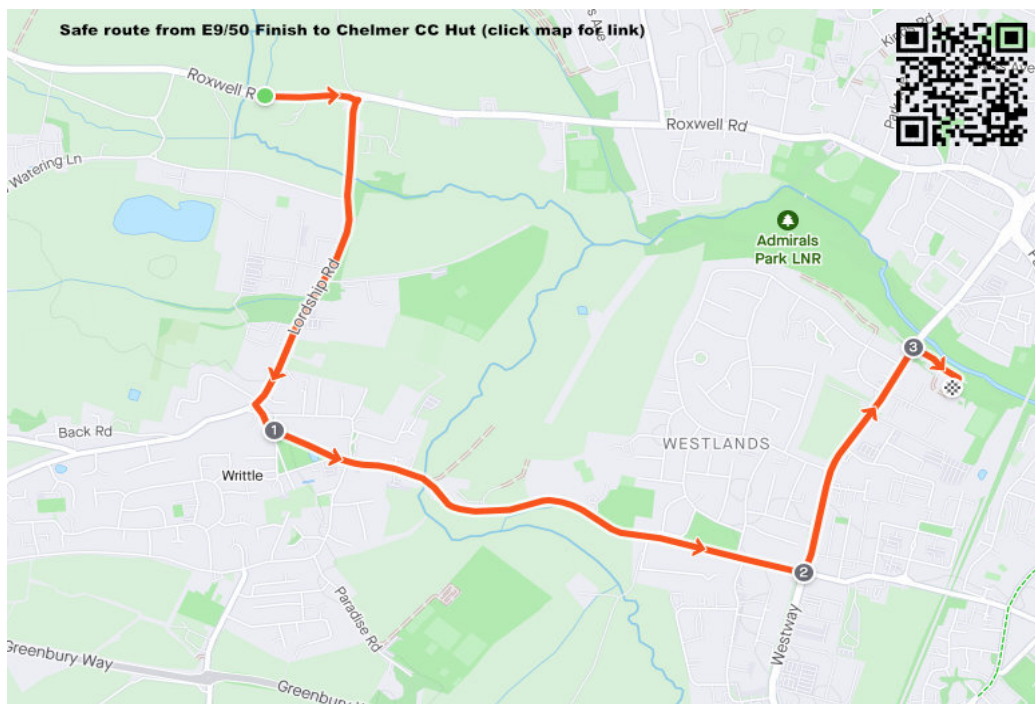 Safe route from E9/50 Finish to Chelmer CC Hut (click map for link)
Roxwell R
Roxwell Rd
Watering Ln
Admirals
Park LNR
Lordship Rd
3
1
Back Rd
WESTLANDS
Writtle
2
Paradise Rd
Westway
Greenbury Way
Greenbury